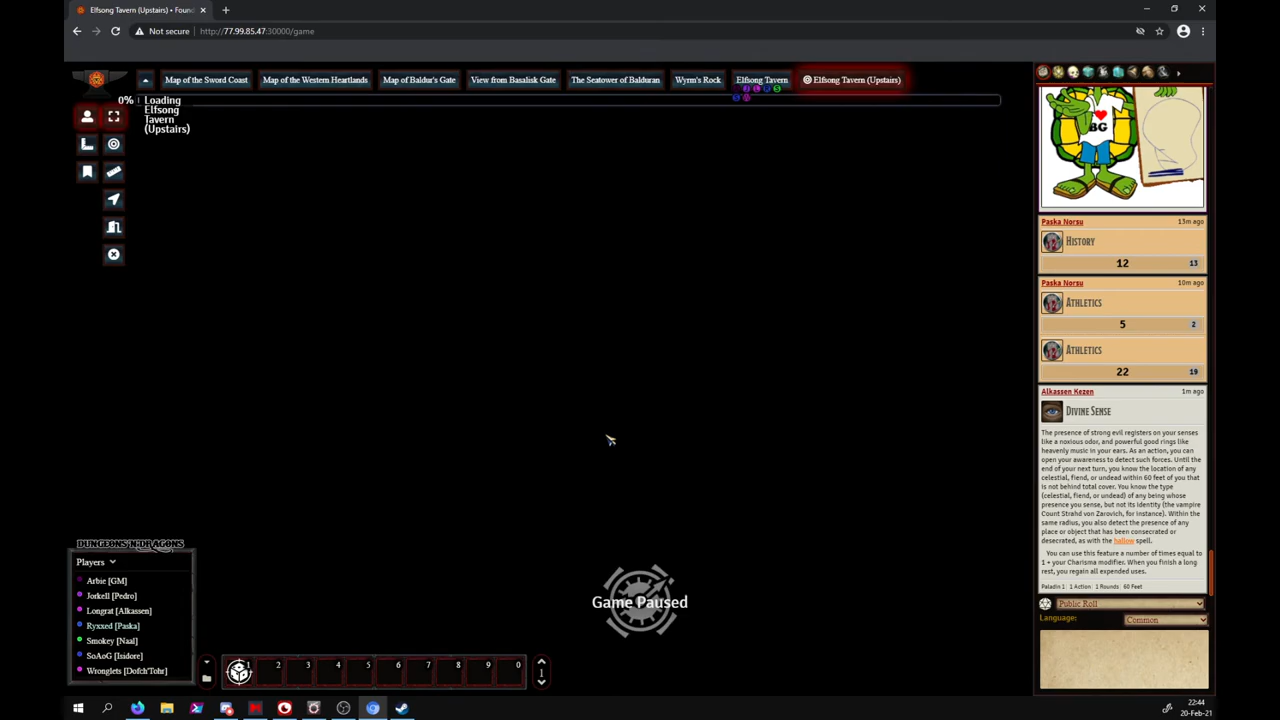 Elfsong Tavern (Upstairs) • Foun
Not secure
http://77.99.85.47:30000/game
Map of the Sword Coast
Map of the Western Heartlands
Map of Baldur's Gate
View from Basalisk Gate
The Seatower of Balduran
Wyrm's Rock
Elfsong Tavern
Elfsong Tavern (Upstairs)
0%
Loading
Elfsong
Tavern
(Upstairs)
BG
Paska Norsu
13m ago
History
12
13
Paska Norsu
10m ago
Athletics
5
2
Athletics
22
19
Alkassen Kezen
1m ago
Divine Sense
The presence of strong evil registers on your senses
like a noxious odor, and powerful good rings like
heavenly music in your ears. As an action, you can
open your awareness to detect such forces. Until the
end of your next turn, you know the location of any
celestial, fiend, or undead within 60 feet of you that
is not behind total cover. You know the type
(celestial, fiend, or undead) of any being whose
presence you sense, but not its identity (the vampire
Count Strahd von Zarovich, for instance). Within the
same radius, you also detect the presence of any
place or object that has been consecrated or
desecrated, as with the hallow spell.
You can use this feature a number of times equal to
1 + your Charisma modifier. When you finish a long
rest, you regain all expended uses.
Paladin 1
1 Action
1 Rounds
60 Feet
Public Roll
Language:
Common
DUNGEONS & DRAGONS
Players
Arbie [GM]
Jorkell [Pedro]
Longrat [Alkassen]
Ryxxed [Paska]
Smokey [Naal]
SoAoG [Isidore]
Wronglets [Dofch'Tohr]
Game Paused
1 2 3 4 5 6 7 8 9 0
1
22:44
20-Feb-21